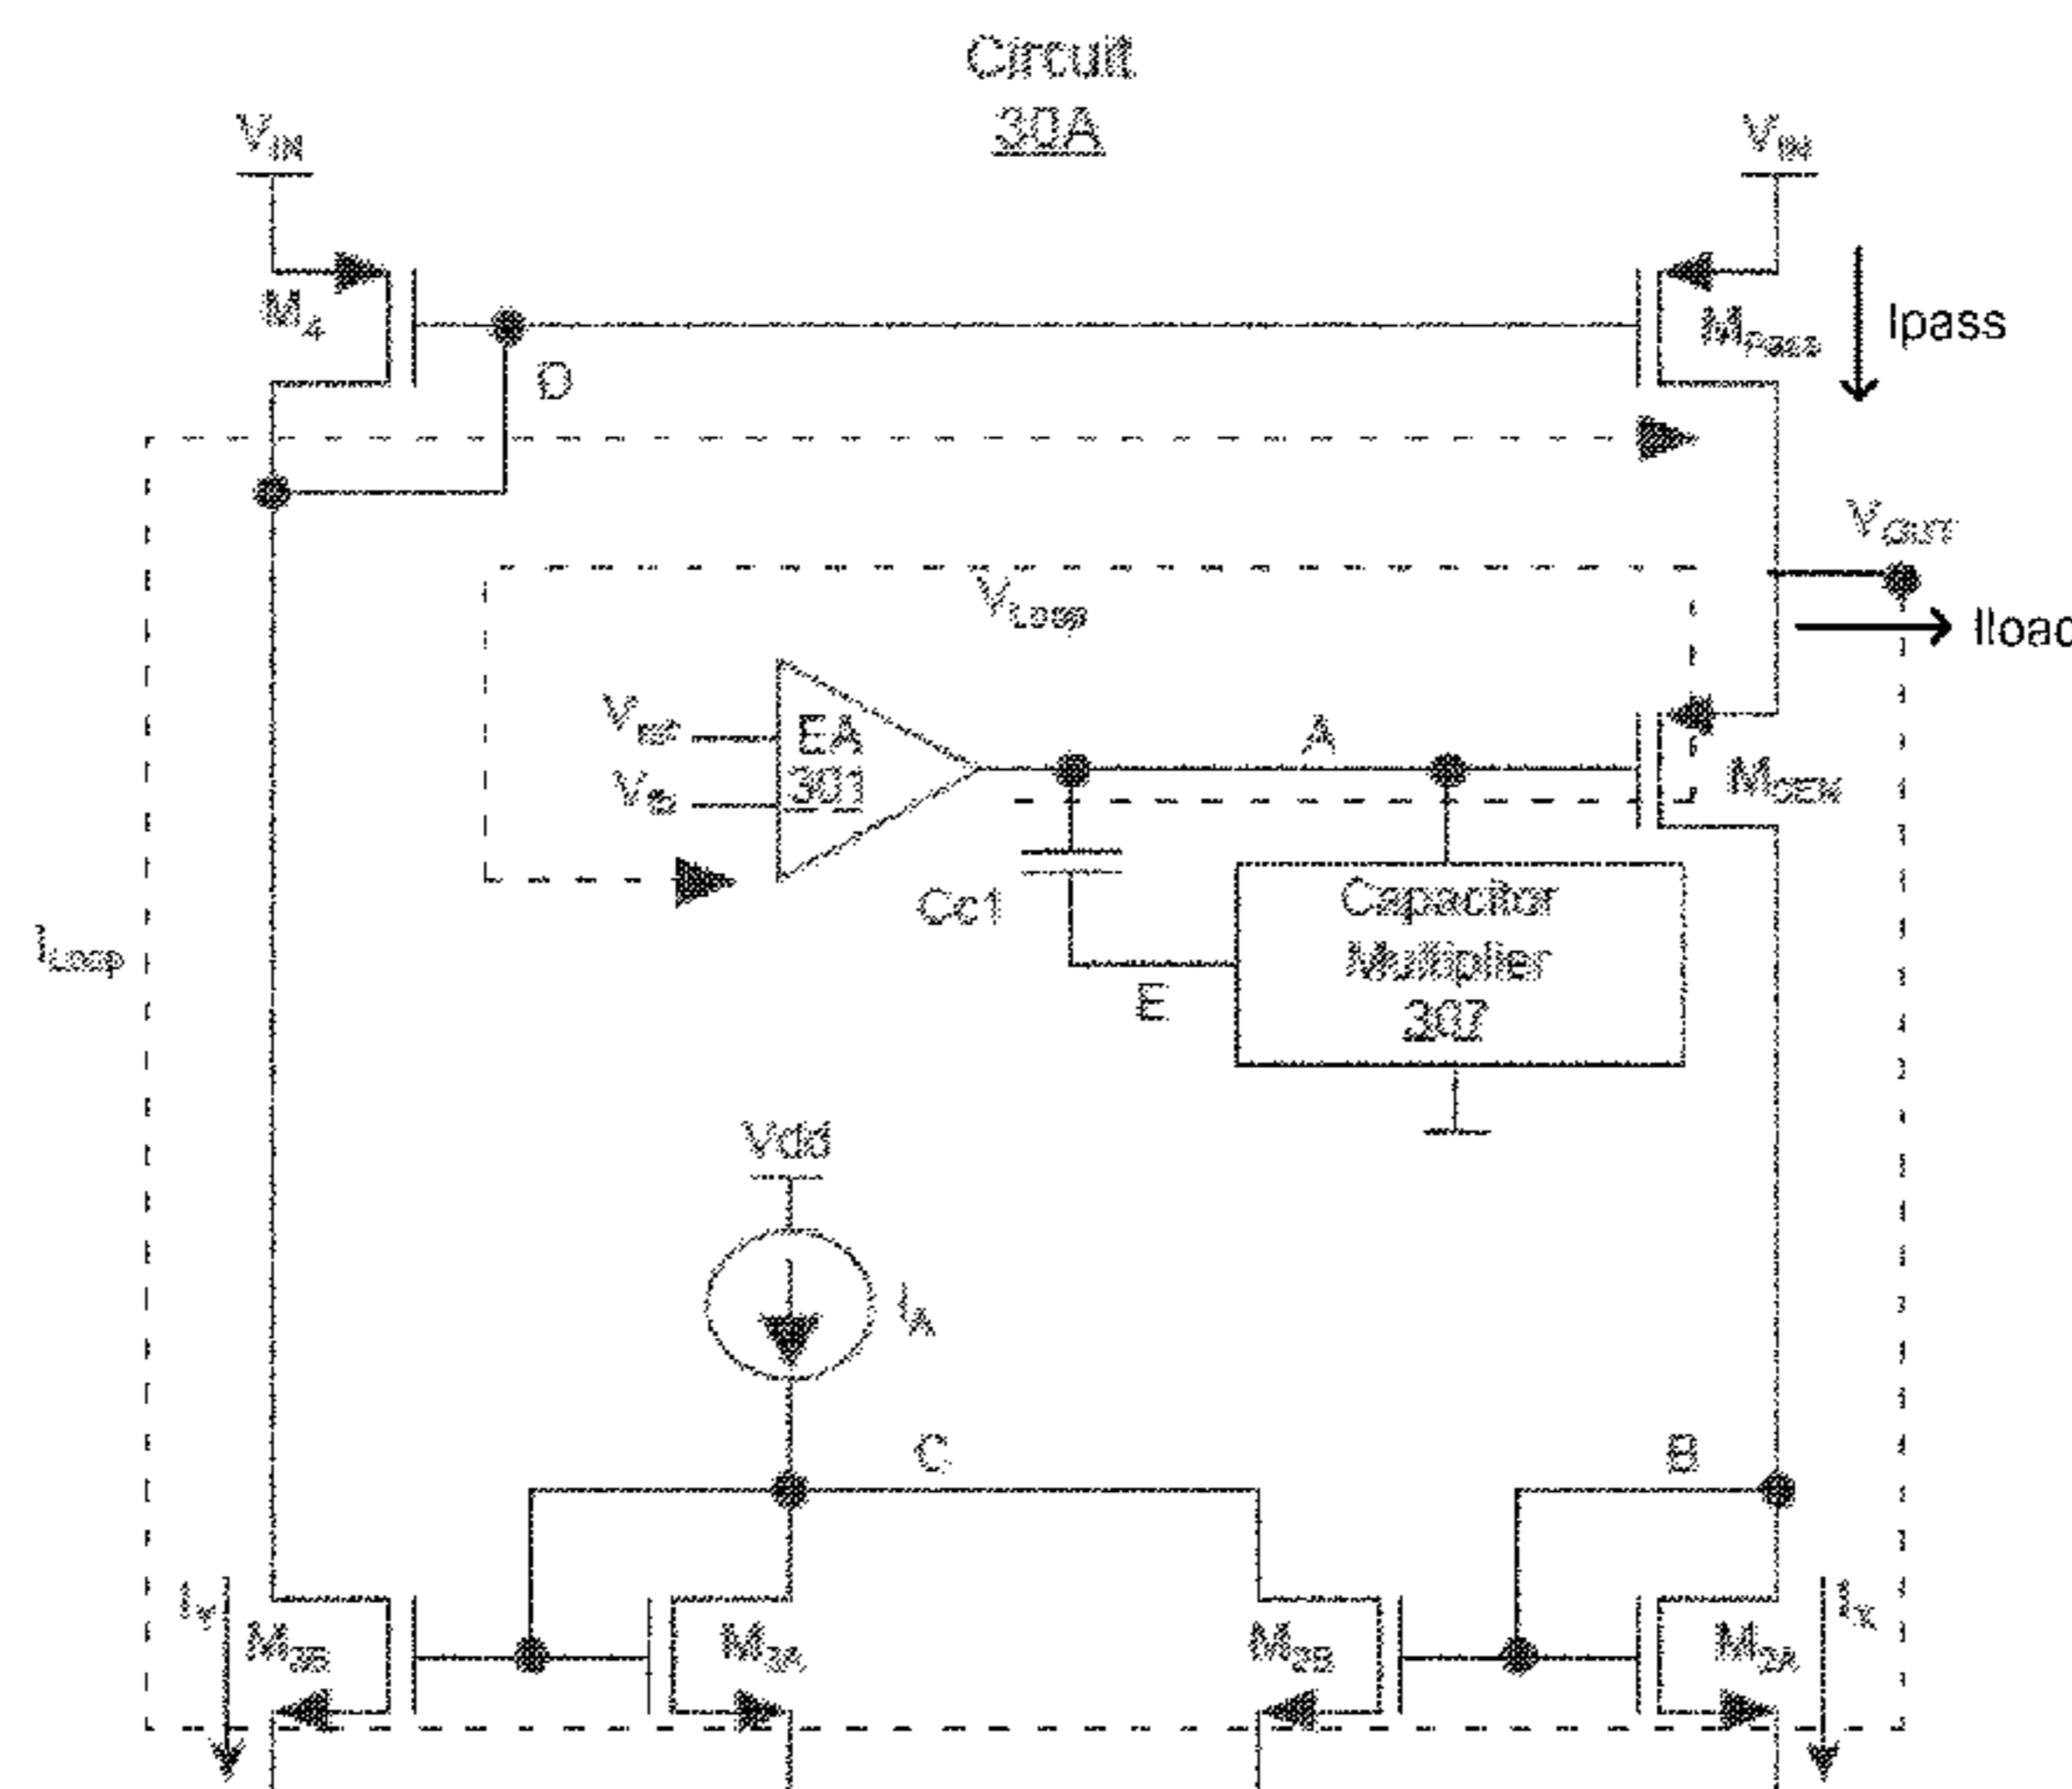 Circuit
30A
VIN
VIN
M4
MPass
Ipass
D
VOUT
VLoop
Iload
Vref
EA
301
Vfb
A
MGEN
Cc1
Capacitor
Multiplier
307
E
ILoop
Vdd
IA
C
B
IY
M3B
M3A
M2B
M2A
IX